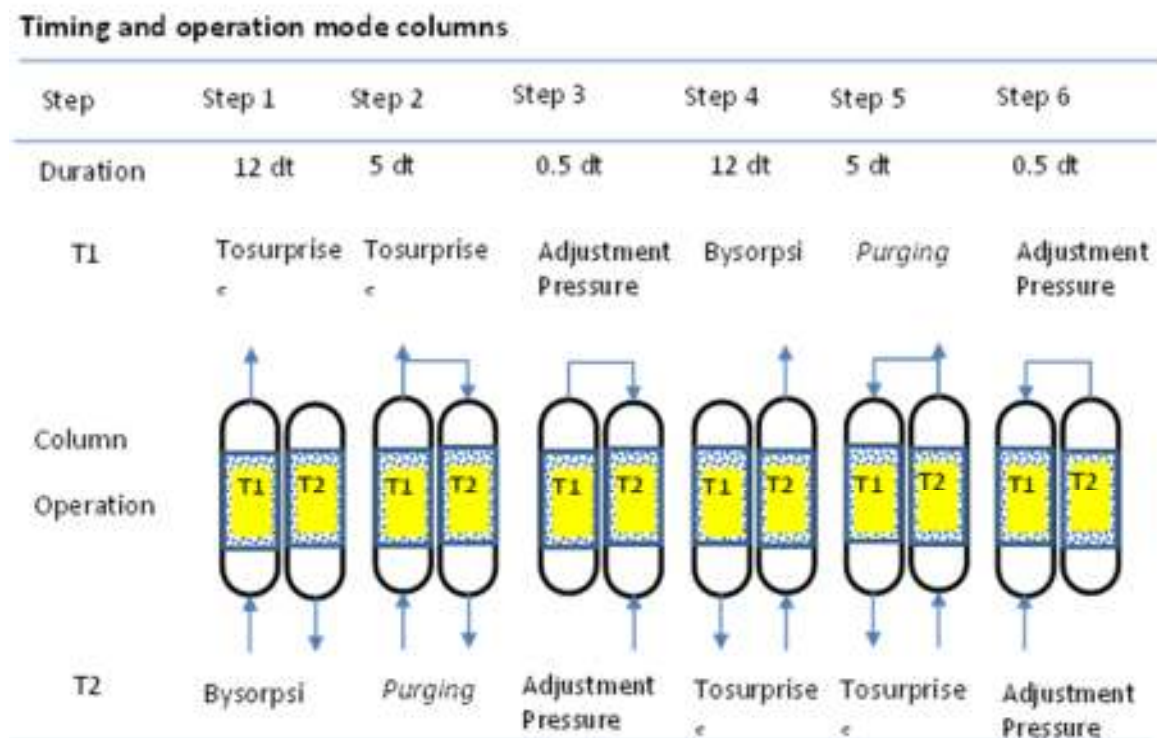 Timing and operation mode columns
Step Step 1 Step 2 Step 3 Step 4 Step 5 Step 6
Duration 12 dt 5 dt 0.5 dt 12 dt 5 dt 0.5 dt
T1 Tosurprise Tosurprise Adjustment Bysorpsi Purging Adjustment
e e Pressure Pressure
Column
T1 T2 T1 T2 T1 T2 T1 T2 T1 T2 T1 T2
Operation
T2 Bysorpsi Purging Adjustment Tosurprise Tosurprise Adjustment
Pressure e e Pressure